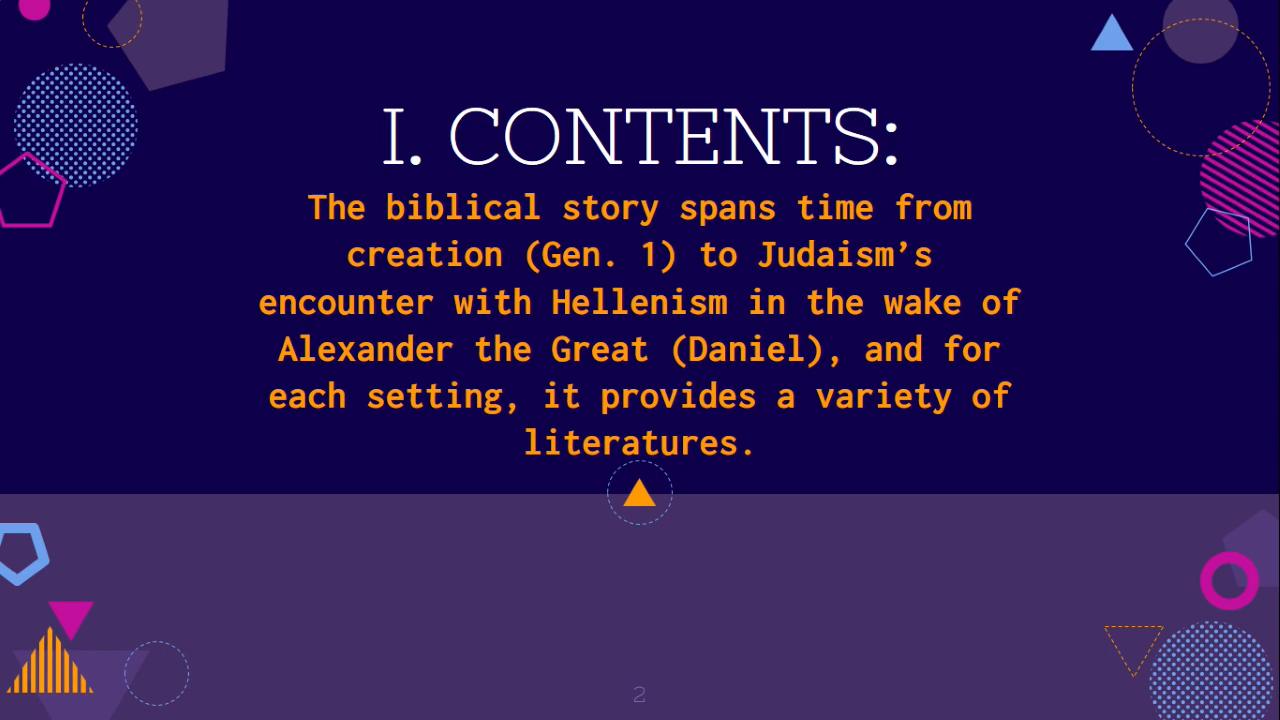 I. CONTENTS:
The biblical story spans time from
creation (Gen. 1) to Judaism’s
encounter with Hellenism in the wake of
Alexander the Great (Daniel), and for
each setting, it provides a variety of
literatures.
2